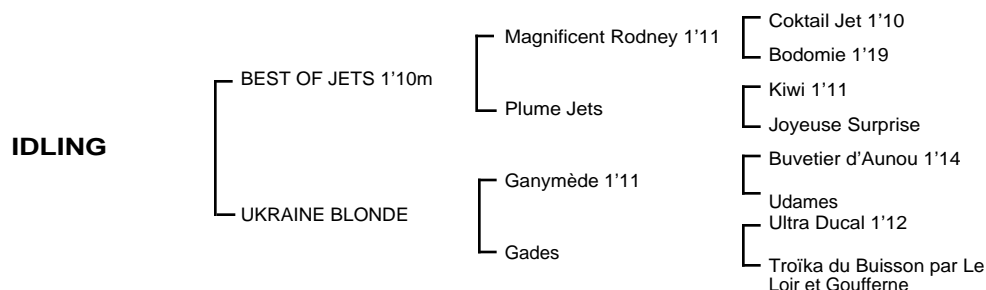 Coktail Jet 1’10
Magnificent Rodney 1’11
Bodomie 1’19
BEST OF JETS 1’10m
Kiwi 1’11
Plume Jets
Joyeuse Surprise
IDLING
Buvetier d’Aunou 1’14
Ganymède 1’11
Udames
UKRAINE BLONDE
Ultra Ducal 1’12
Gades
Troïka du Buisson par Le
Loir et Goufferne